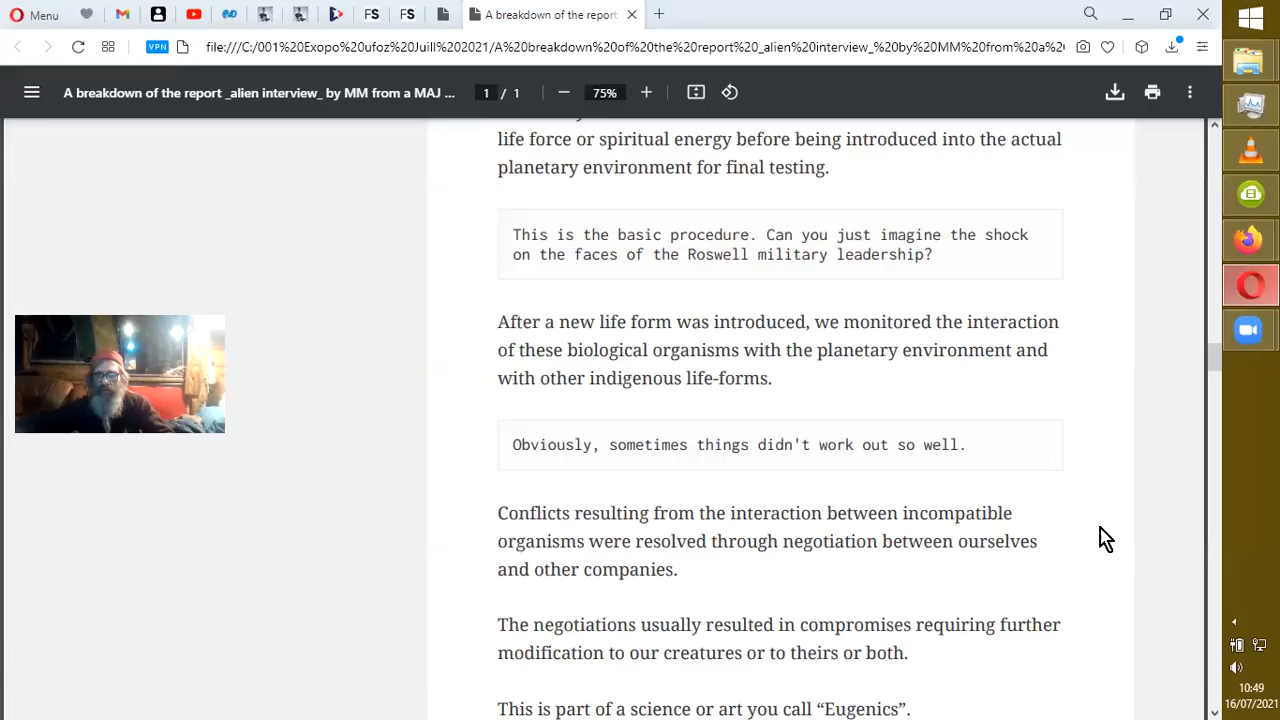 Menu
FS
FS
A breakdown of the report
VPN
file:///C:/001%20Exopo%20ufoz%20Juill%202021/A%20breakdown%20of%20the%20report%20_alien%20interview_%20by%20MM%20from%20a%20
A breakdown of the report _alien interview_ by MM from a MAJ ...
1 / 1
75%
life force or spiritual energy before being introduced into the actual
planetary environment for final testing.
This is the basic procedure. Can you just imagine the shock
on the faces of the Roswell military leadership?
After a new life form was introduced, we monitored the interaction
of these biological organisms with the planetary environment and
with other indigenous life-forms.
Obviously, sometimes things didn't work out so well.
Conflicts resulting from the interaction between incompatible
organisms were resolved through negotiation between ourselves
and other companies.
The negotiations usually resulted in compromises requiring further
modification to our creatures or to theirs or both.
This is part of a science or art you call “Eugenics”.
10:49
16/07/2021